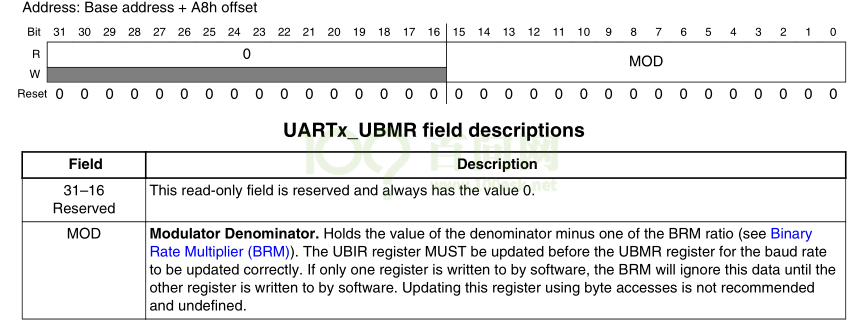 Address: Base address + A8h offset
Bit 31 30 29 28 27 26 25 24 23 22 21 20 19 18 17 16 15 14 13 12 11 10 9 8 7 6 5 4 3 2 1 0
R 0 MOD
W
Reset 0 0 0 0 0 0 0 0 0 0 0 0 0 0 0 0 0 0 0 0 0 0 0 0 0 0 0 0 0 0 0 0
UARTx_UBMR field descriptions
Field Description
31–16
Reserved
This read-only field is reserved and always has the value 0.
MOD
Modulator Denominator. Holds the value of the denominator minus one of the BRM ratio (see Binary
Rate Multiplier (BRM)). The UBIR register MUST be updated before the UBMR register for the baud rate
to be updated correctly. If only one register is written to by software, the BRM will ignore this data until the
other register is written to by software. Updating this register using byte accesses is not recommended
and undefined.